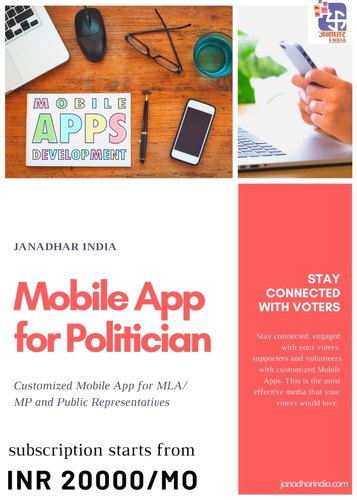 जनाधार
INDIA
MOBILE
APPS
DEVELOPMENT
JANADHAR INDIA
Mobile App
for Politician
Customized Mobile App for MLA/
MP and Public Representatives
subscription starts from
INR 20000/MO
STAY
CONNECTED
WITH VOTERS
Stay connected, engaged
with your voters,
supporters and volunteers
with customized Mobile
Apps. This is the most
effective media that your
voters would love.
janadharindia.com